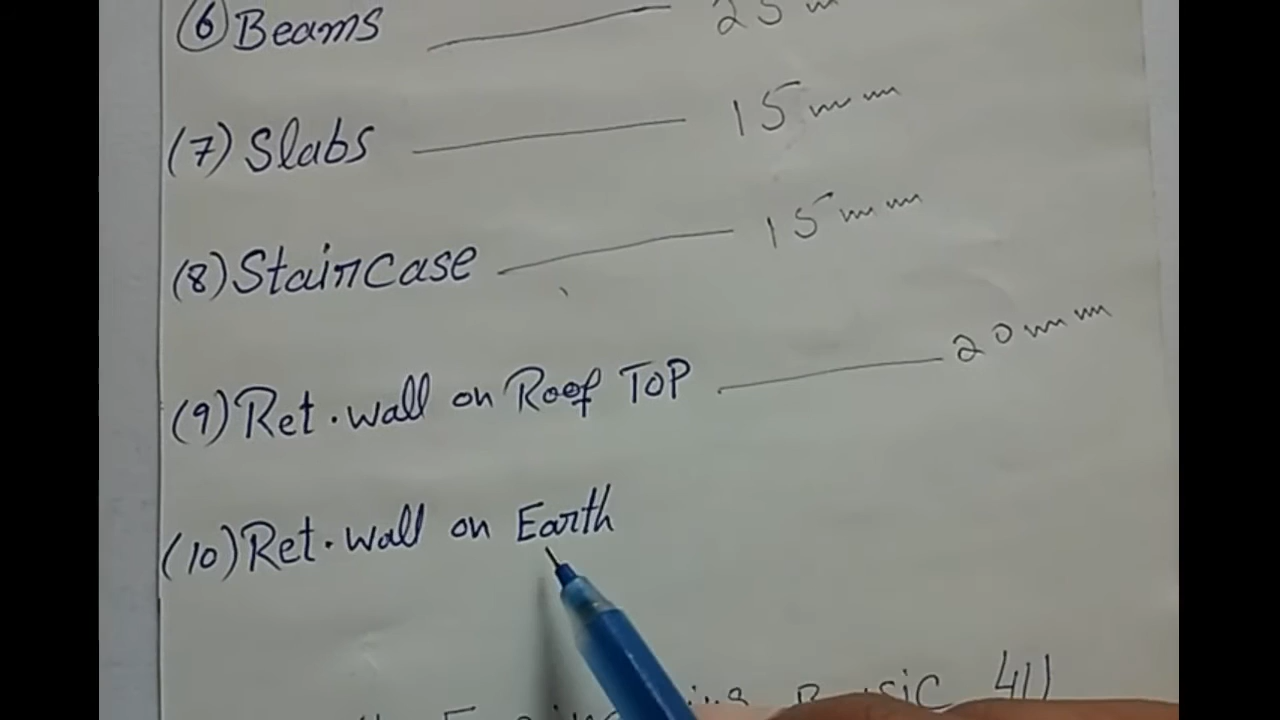 (6) Beams — 25 m
(7) Slabs — 15 mm
(8) Staircase — 15 mm
(9) Ret. wall on Roof TOP — 20 mm
(10) Ret. wall on Earth